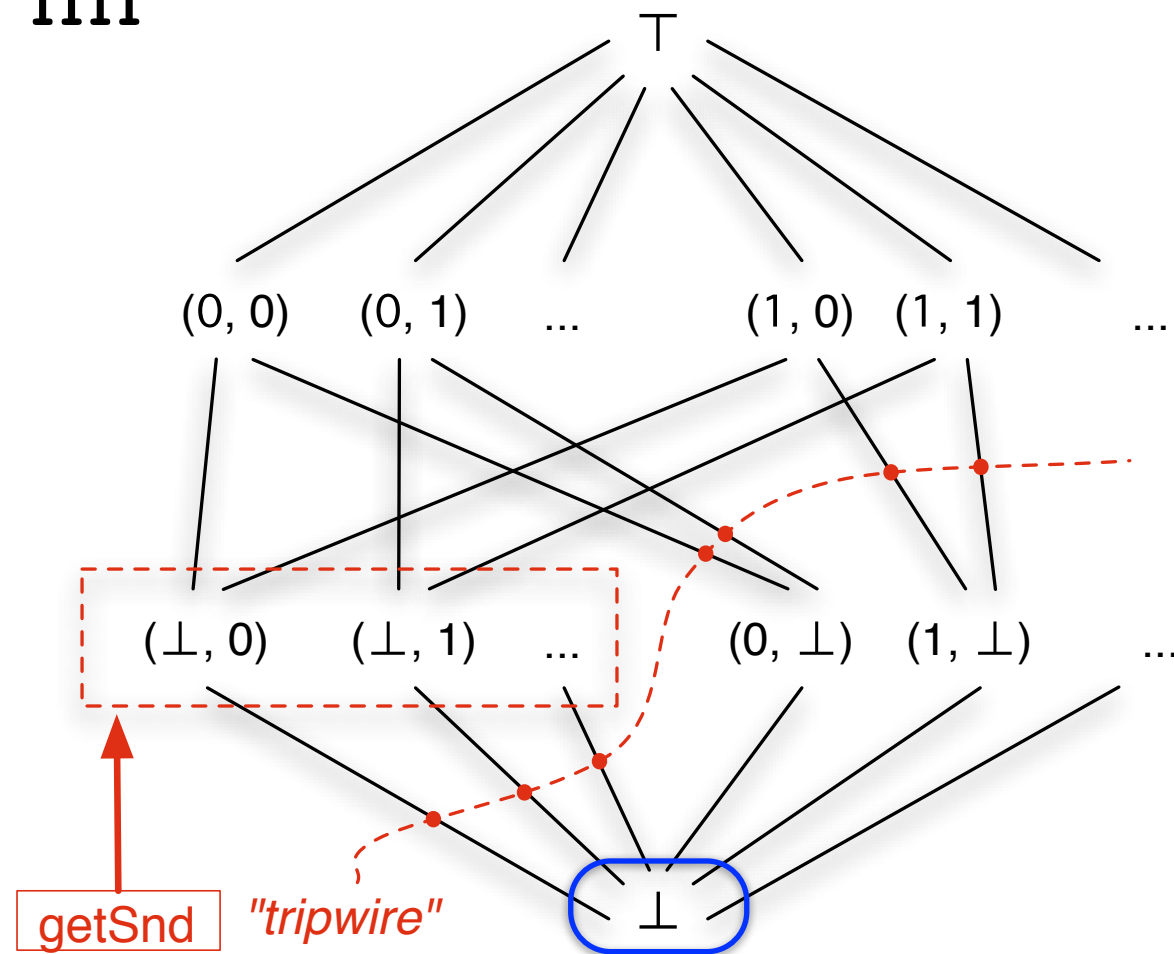 ⊤
(0, 0) (0, 1) ... (1, 0) (1, 1) ...
(⊥, 0) (⊥, 1) ... (0, ⊥) (1, ⊥) ...
getSnd "tripwire" ⊥